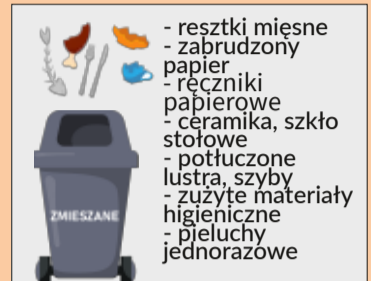 - resztki mięsne
- zabrudzony
papier
- ręczniki
papierowe
- ceramika, szkło
stołowe
- potłuczone
lustra, szyby
- zużyte materiały
higieniczne
- pieluchy
jednorazowe
ZMIESZANE